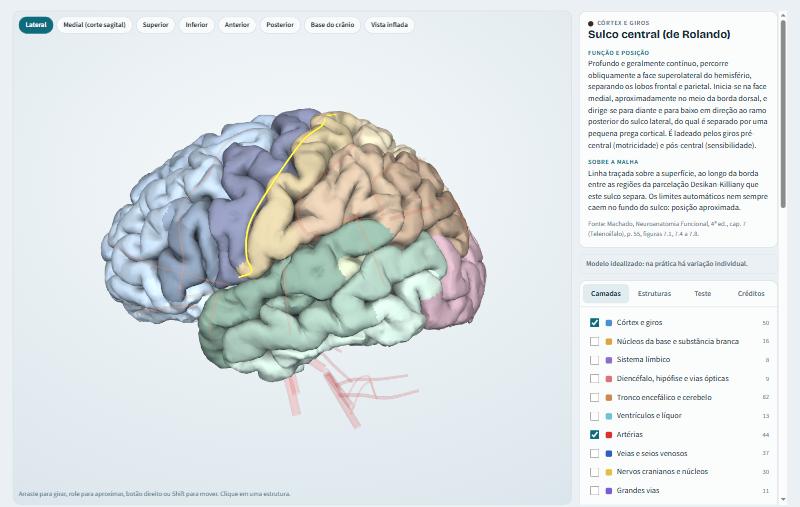 Lateral
Medial (corte sagital)
Superior
Inferior
Anterior
Posterior
Base do crânio
Vista inflada
Arraste para girar, role para aproximar, botão direito ou Shift para mover. Clique em uma estrutura.
CÓRTEX E GIROS
Sulco central (de Rolando)
FUNÇÃO E POSIÇÃO
Profundo e geralmente contínuo, percorre
obliquamente a face superolateral do hemisfério,
separando os lobos frontal e parietal. Inicia-se na face
medial, aproximadamente no meio da borda dorsal, e
dirige-se para diante e para baixo em direção ao ramo
posterior do sulco lateral, do qual é separado por uma
pequena prega cortical. É ladeado pelos giros pré-
central (motricidade) e pós-central (sensibilidade).
SOBRE A MALHA
Linha traçada sobre a superfície, ao longo da borda
entre as regiões da parcelação Desikan-Killiany que
este sulco separa. Os limites automáticos nem sempre
caem no fundo do sulco: posição aproximada.
Fonte: Machado, Neuroanatomia Funcional, 4ª ed., cap. 7
(Telencéfalo), p. 55, figuras 7.1, 7.4 a 7.8.
Modelo idealizado: na prática há variação individual.
Camadas
Estruturas
Teste
Créditos
Córtex e giros 50
Núcleos da base e substância branca 16
Sistema límbico 8
Diencéfalo, hipófise e vias ópticas 9
Tronco encefálico e cerebelo 62
Ventrículos e líquor 13
Artérias 44
Veias e seios venosos 37
Nervos cranianos e núcleos 30
Grandes vias 11